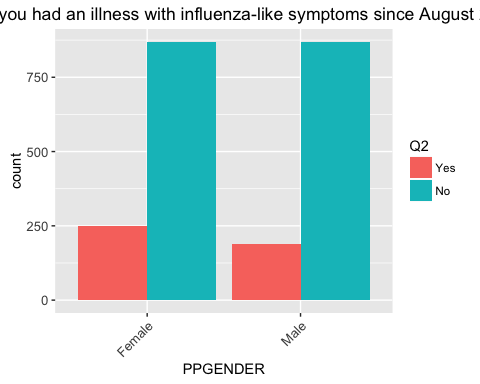 you had an illness with influenza-like symptoms since August
750
500
250
0
count
Female
Male
PPGENDER
Q2
Yes
No